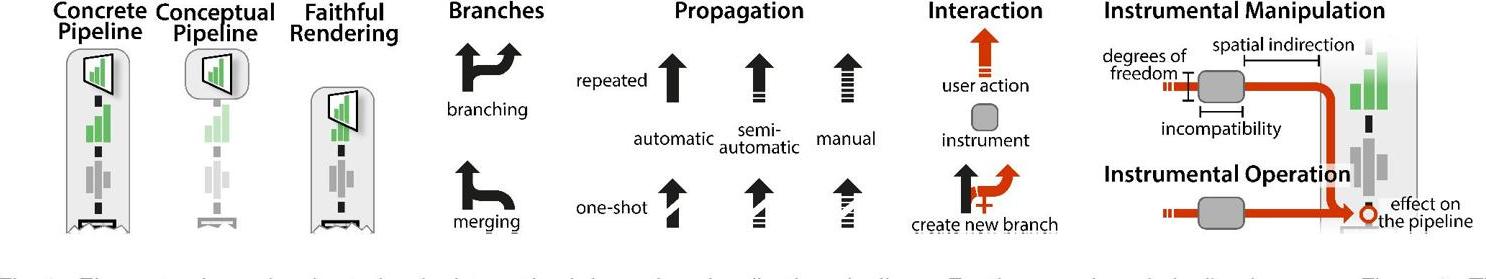 Concrete
Pipeline
Conceptual
Pipeline
Faithful
Rendering
Branches
branching
merging
Propagation
repeated
automatic
semi-
automatic
manual
one-shot
Interaction
user action
instrument
create new branch
Instrumental Manipulation
degrees of
freedom
spatial indirection
incompatibility
Instrumental Operation
effect on
the pipeline